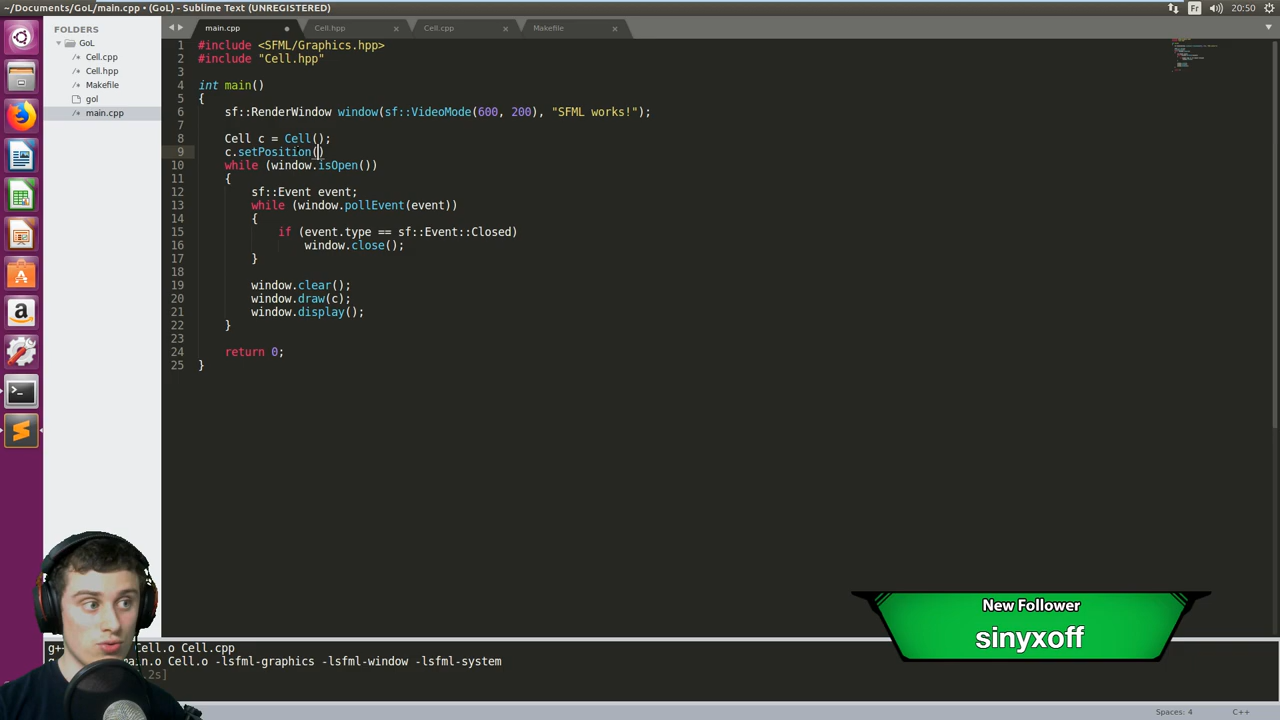 ~/Documents/GoL/main.cpp • (GoL) - Sublime Text (UNREGISTERED)
Fr
20:50
FOLDERS
GoL
Cell.cpp
Cell.hpp
Makefile
gol
main.cpp
main.cpp
Cell.hpp
Cell.cpp
Makefile
1 #include <SFML/Graphics.hpp>
2 #include "Cell.hpp"
3
4 int main()
5 {
6 sf::RenderWindow window(sf::VideoMode(600, 200), "SFML works!");
7
8 Cell c = Cell();
9 c.setPosition()
10 while (window.isOpen())
11 {
12 sf::Event event;
13 while (window.pollEvent(event))
14 {
15 if (event.type == sf::Event::Closed)
16 window.close();
17 }
18
19 window.clear();
20 window.draw(c);
21 window.display();
22 }
23
24 return 0;
25 }
New Follower
sinyxoff
g++ Cell.o Cell.cpp
Cell.o -lsfml-graphics -lsfml-window -lsfml-system
.2s]
Spaces: 4
C++